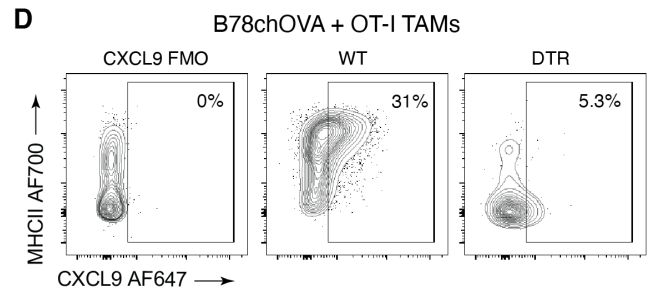 D
B78chOVA + OT-I TAMs
CXCL9 FMO
WT
DTR
0%
31%
5.3%
MHCII AF700
CXCL9 AF647